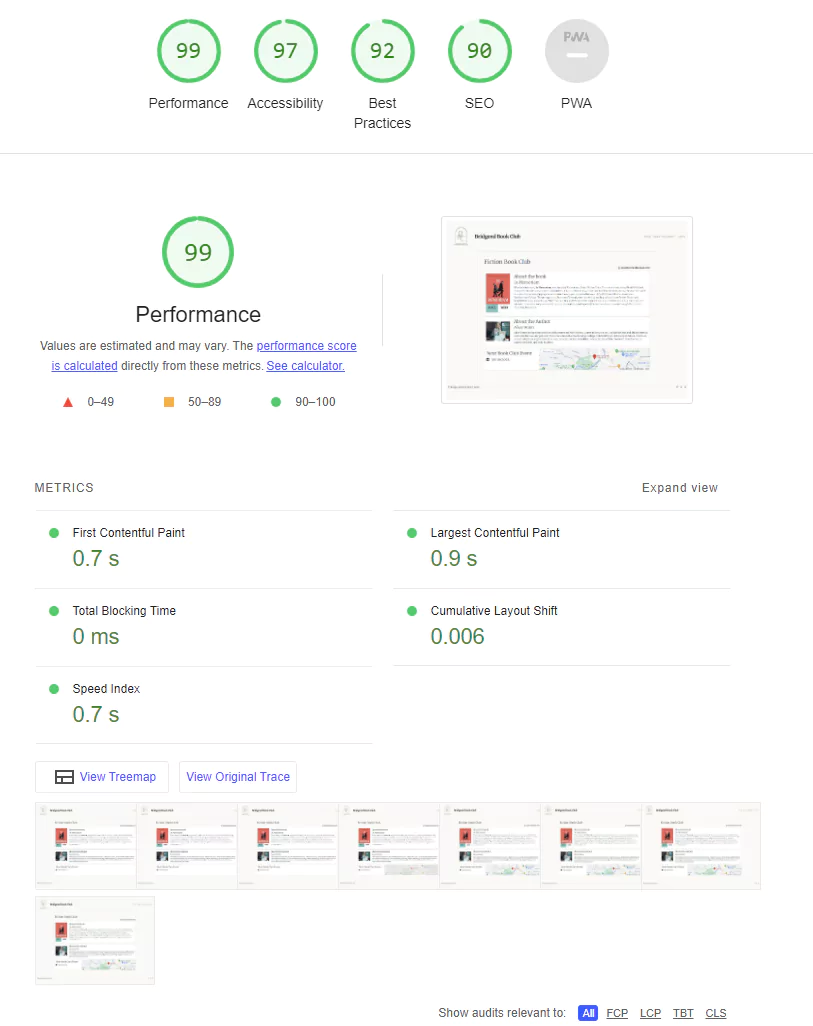 99
97
92
90
PWA
Performance
Accessibility
Best
Practices
SEO
PWA
99
Performance
Values are estimated and may vary. The performance score
is calculated directly from these metrics. See calculator.
0–49
50–89
90–100
Bridgend Book Club
Fiction Book Club
About the book
About the author
Next Book Club Event
METRICS
Expand view
First Contentful Paint
0.7 s
Largest Contentful Paint
0.9 s
Total Blocking Time
0 ms
Cumulative Layout Shift
0.006
Speed Index
0.7 s
View Treemap
View Original Trace
Show audits relevant to: All FCP LCP TBT CLS